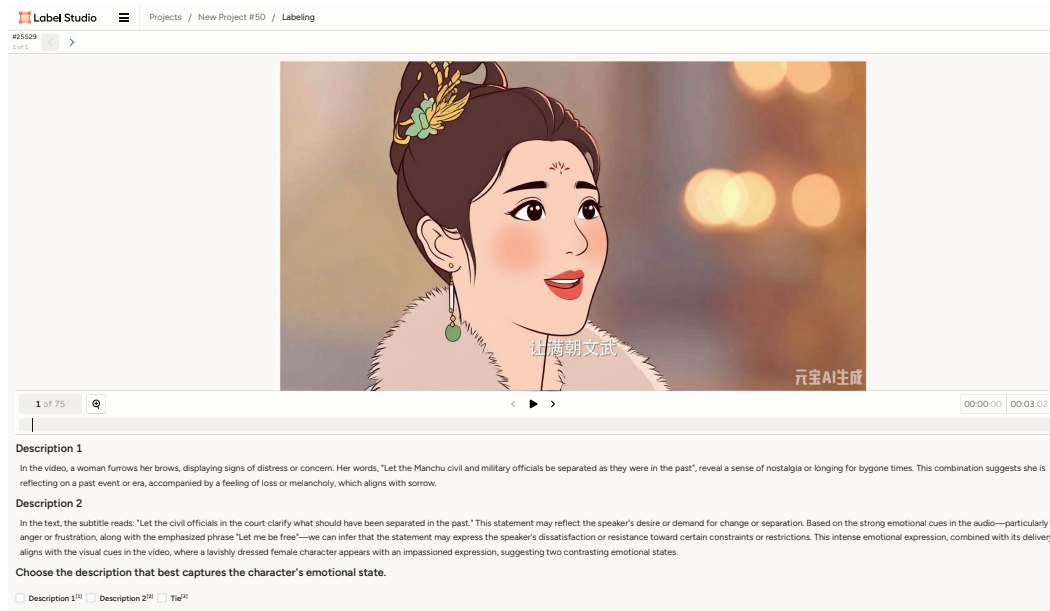 Label Studio
Projects / New Project #50 / Labeling
#25529
1 of 1
让满朝文武
元宝AI生成
1 of 75
00:00:00 00:03:02
Description 1
In the video, a woman furrows her brows, displaying signs of distress or concern. Her words, "Let the Manchu civil and military officials be separated as they were in the past", reveal a sense of nostalgia or longing for bygone times. This combination suggests she is
reflecting on a past event or era, accompanied by a feeling of loss or melancholy, which aligns with sorrow.
Description 2
In the text, the subtitle reads: "Let the civil officials in the court clarify what should have been separated in the past." This statement may reflect the speaker's desire or demand for change or separation. Based on the strong emotional cues in the audio—particularly
anger or frustration, along with the emphasized phrase "Let me be free"—we can infer that the statement may express the speaker's dissatisfaction or resistance toward certain constraints or restrictions. This intense emotional expression, combined with its delivery
aligns with the visual cues in the video, where a lavishly dressed female character appears with an impassioned expression, suggesting two contrasting emotional states.
Choose the description that best captures the character's emotional state.
Description 1[1] Description 2[2] Tie[3]